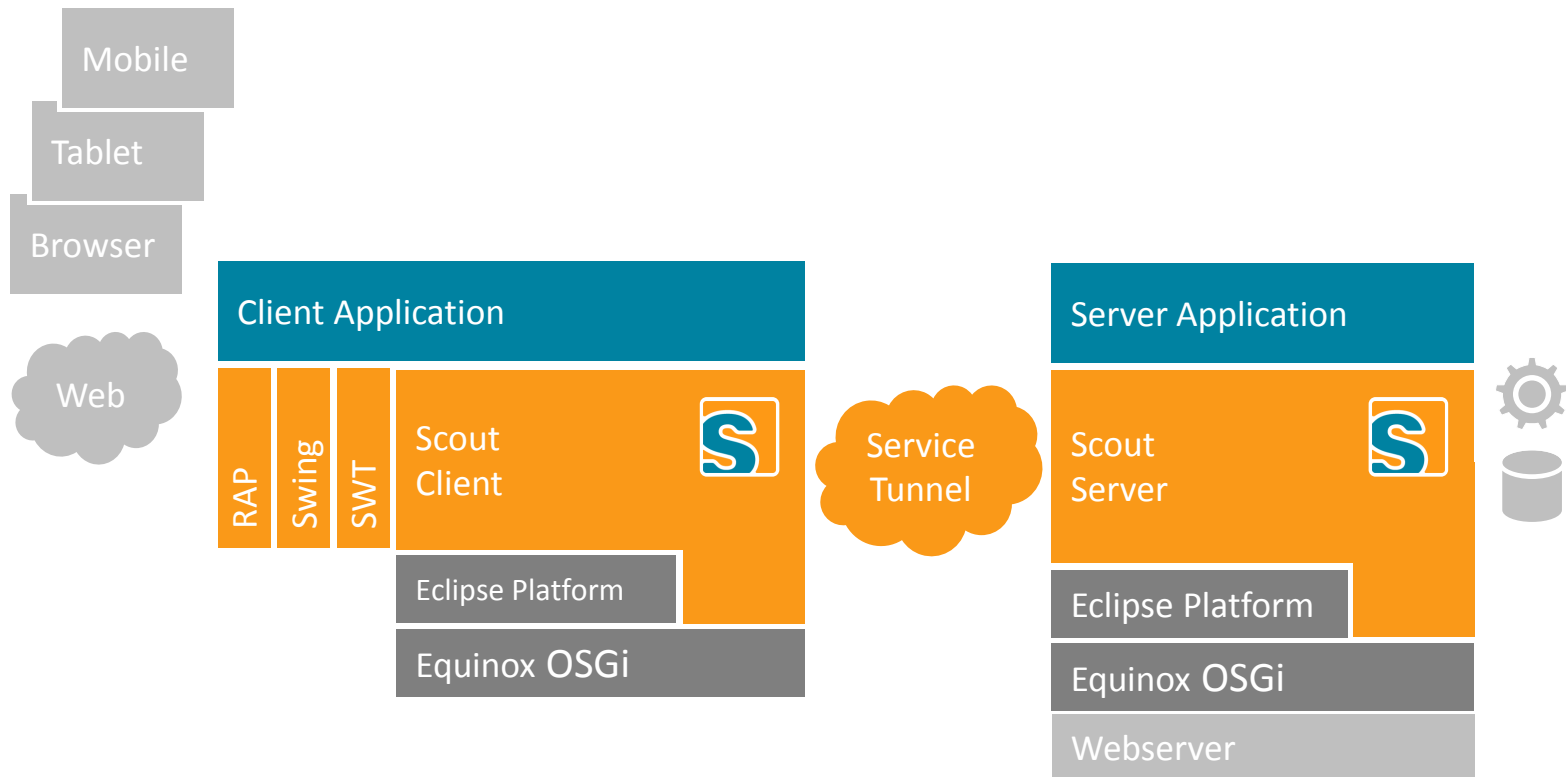 Mobile
Tablet
Browser
Web
Client Application
RAP
Swing
SWT
Scout
Client
Eclipse Platform
Equinox OSGi
Service
Tunnel
Server Application
Scout
Server
Eclipse Platform
Equinox OSGi
Webserver